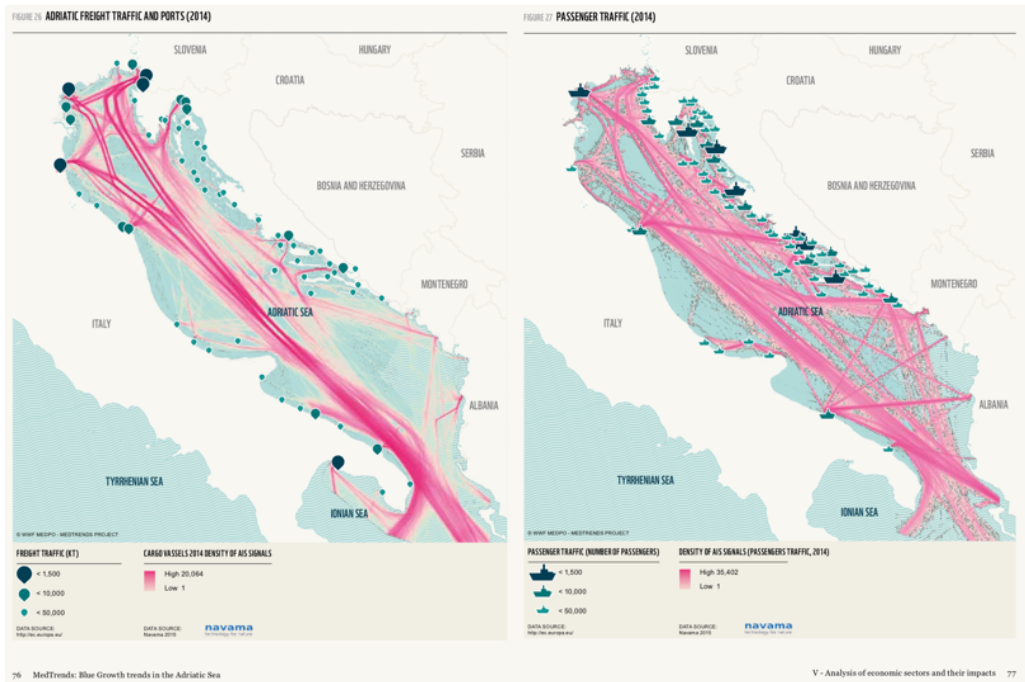 FIGURE 26 ADRIATIC FREIGHT TRAFFIC AND PORTS (2014)
SLOVENIA
HUNGARY
CROATIA
SERBIA
BOSNIA AND HERZEGOVINA
MONTENEGRO
ITALY
ADRIATIC SEA
ALBANIA
TYRRHENIAN SEA
IONIAN SEA
© WWF MEDPO - MEDTRENDS PROJECT
FREIGHT TRAFFIC (KT)
< 1,500
< 10,000
< 50,000
DATA SOURCE:
http://ec.europa.eu/
CARGO VASSELS 2014 DENSITY OF AIS SIGNALS
High 20,064
Low 1
DATA SOURCE:
Navama 2015
navama
technology for nature
76 MedTrends: Blue Growth trends in the Adriatic Sea
FIGURE 27 PASSENGER TRAFFIC (2014)
SLOVENIA
HUNGARY
CROATIA
SERBIA
BOSNIA AND HERZEGOVINA
MONTENEGRO
ITALY
ADRIATIC SEA
ALBANIA
TYRRHENIAN SEA
IONIAN SEA
© WWF MEDPO - MEDTRENDS PROJECT
PASSENGER TRAFFIC (NUMBER OF PASSENGERS)
< 1,500
< 10,000
< 50,000
DATA SOURCE:
http://ec.europa.eu/
DENSITY OF AIS SIGNALS (PASSENGERS TRAFFIC, 2014)
High 35,402
Low 1
DATA SOURCE:
Navama 2015
navama
technology for nature
V - Analysis of economic sectors and their impacts 77